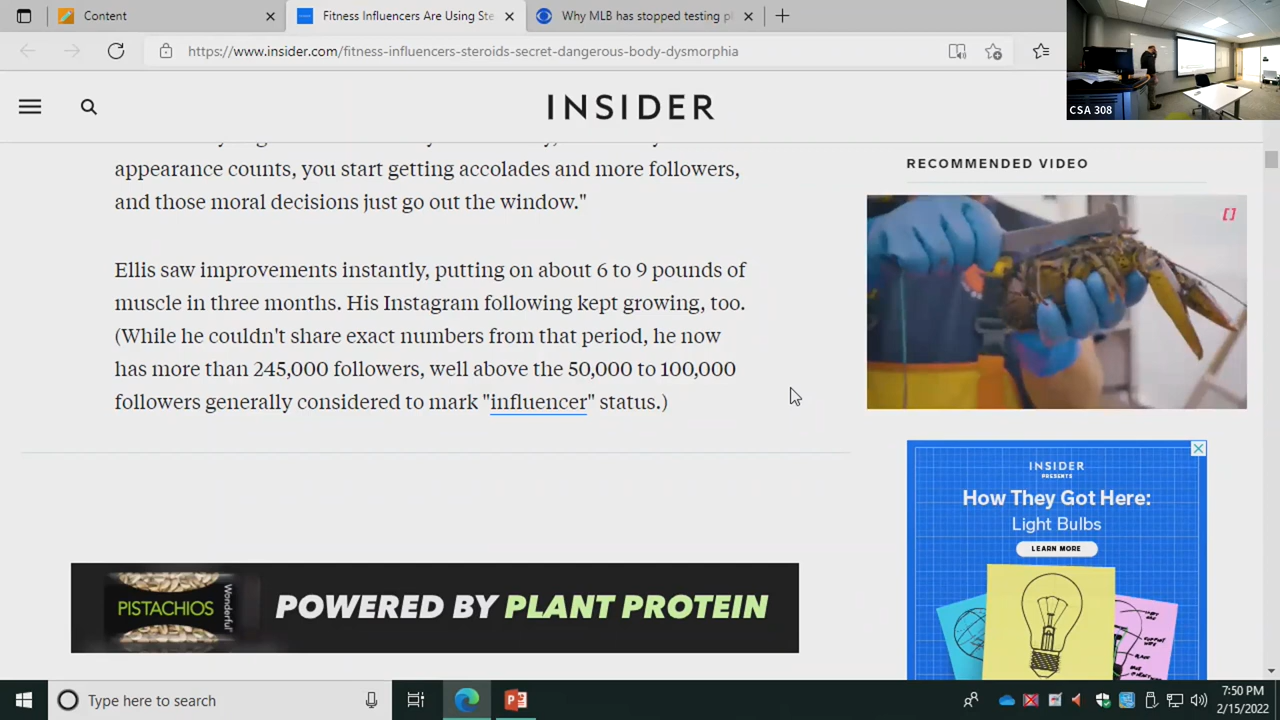 Content
Fitness Influencers Are Using Ste
Why MLB has stopped testing pl
https://www.insider.com/fitness-influencers-steroids-secret-dangerous-body-dysmorphia
CSA 308
INSIDER
appearance counts, you start getting accolades and more followers,
and those moral decisions just go out the window."
Ellis saw improvements instantly, putting on about 6 to 9 pounds of
muscle in three months. His Instagram following kept growing, too.
(While he couldn't share exact numbers from that period, he now
has more than 245,000 followers, well above the 50,000 to 100,000
followers generally considered to mark "influencer" status.)
RECOMMENDED VIDEO
INSIDER
PRESENTS
How They Got Here:
Light Bulbs
LEARN MORE
Wonderful
PISTACHIOS
POWERED BY PLANT PROTEIN
Type here to search
7:50 PM
2/15/2022